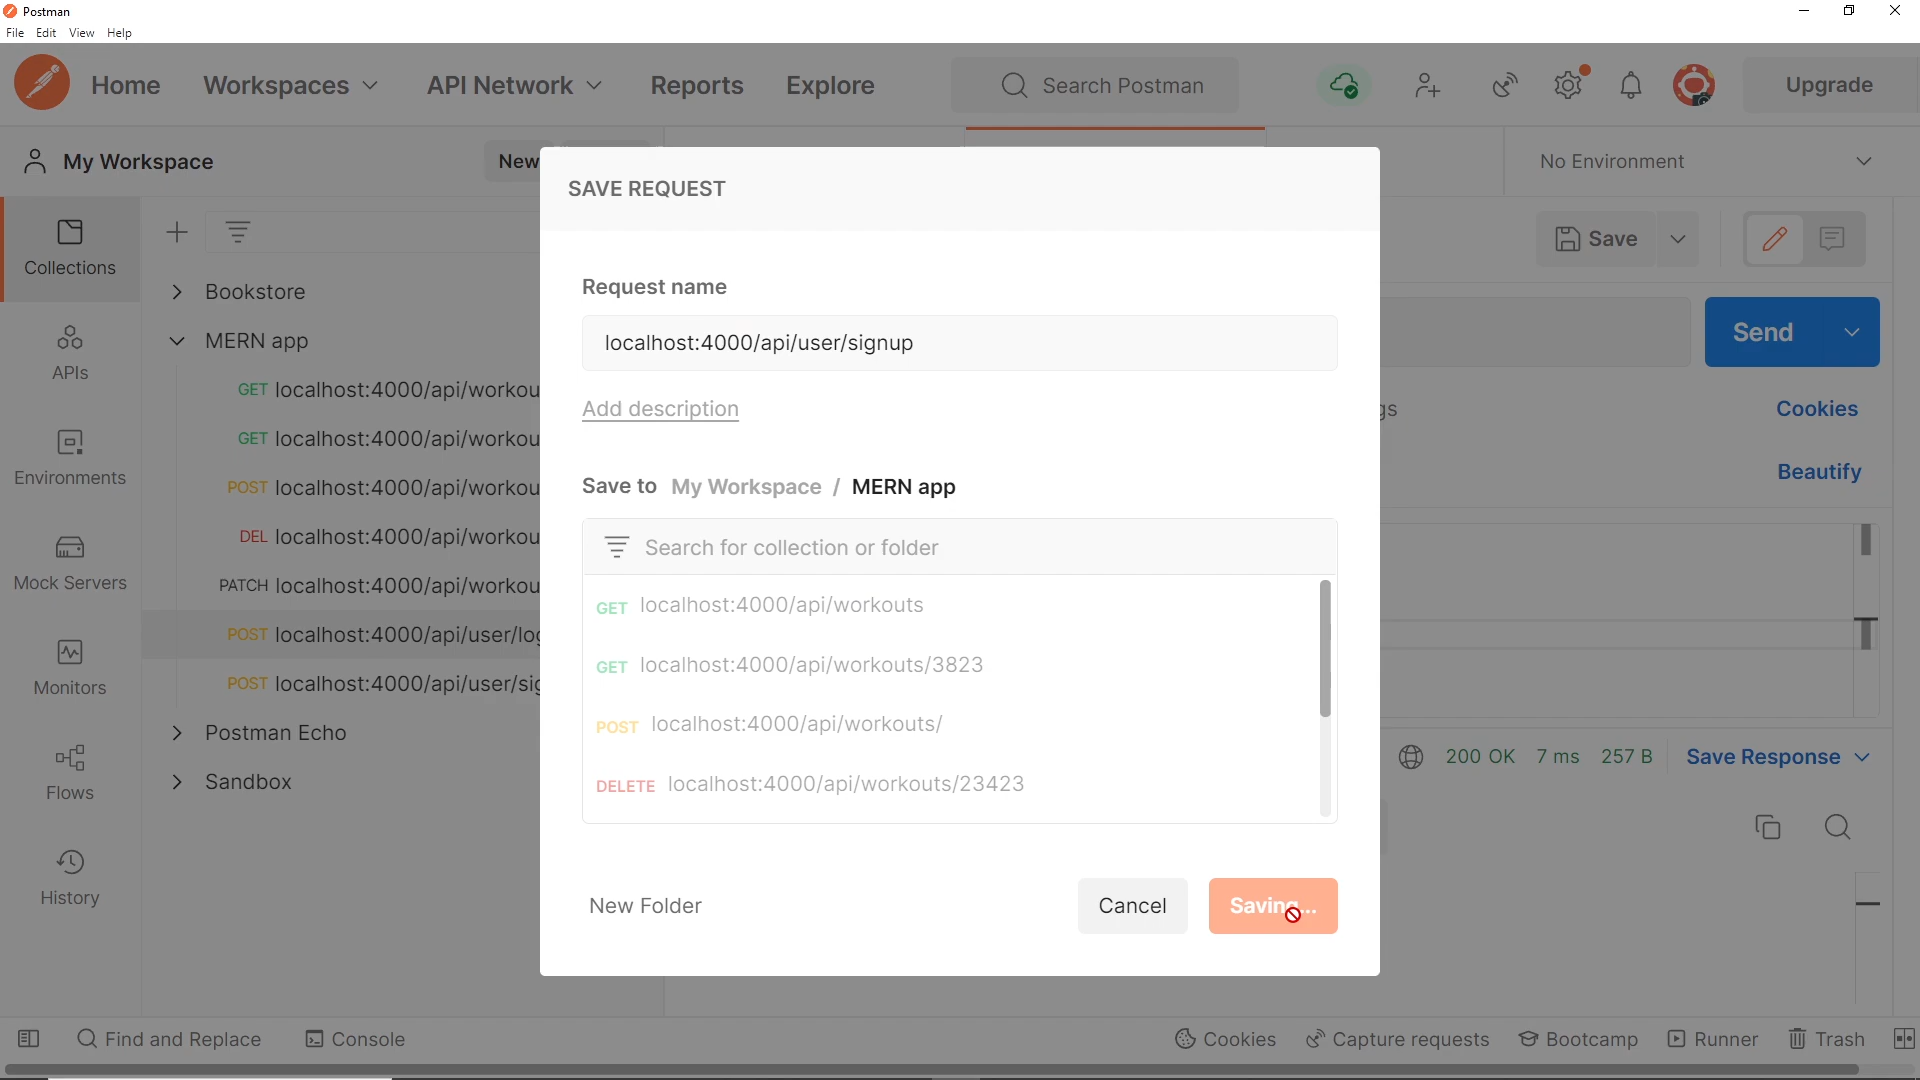 Postman
File Edit View Help
Home Workspaces API Network Reports Explore Search Postman Upgrade
My Workspace New No Environment
SAVE REQUEST
Collections
Save
Bookstore
Request name
MERN app
localhost:4000/api/user/signup
Send
APIs
GET localhost:4000/api/workou
Add description
gs Cookies
GET localhost:4000/api/workou
Environments
Beautify
POST localhost:4000/api/workou
Save to My Workspace / MERN app
DEL localhost:4000/api/workou
Search for collection or folder
Mock Servers
PATCH localhost:4000/api/workou
GET localhost:4000/api/workouts
POST localhost:4000/api/user/log
GET localhost:4000/api/workouts/3823
Monitors
POST localhost:4000/api/user/sig
POST localhost:4000/api/workouts/
Postman Echo
200 OK 7 ms 257 B Save Response
Sandbox
DELETE localhost:4000/api/workouts/23423
Flows
History
New Folder Cancel Saving...
Find and Replace Console Cookies Capture requests Bootcamp Runner Trash